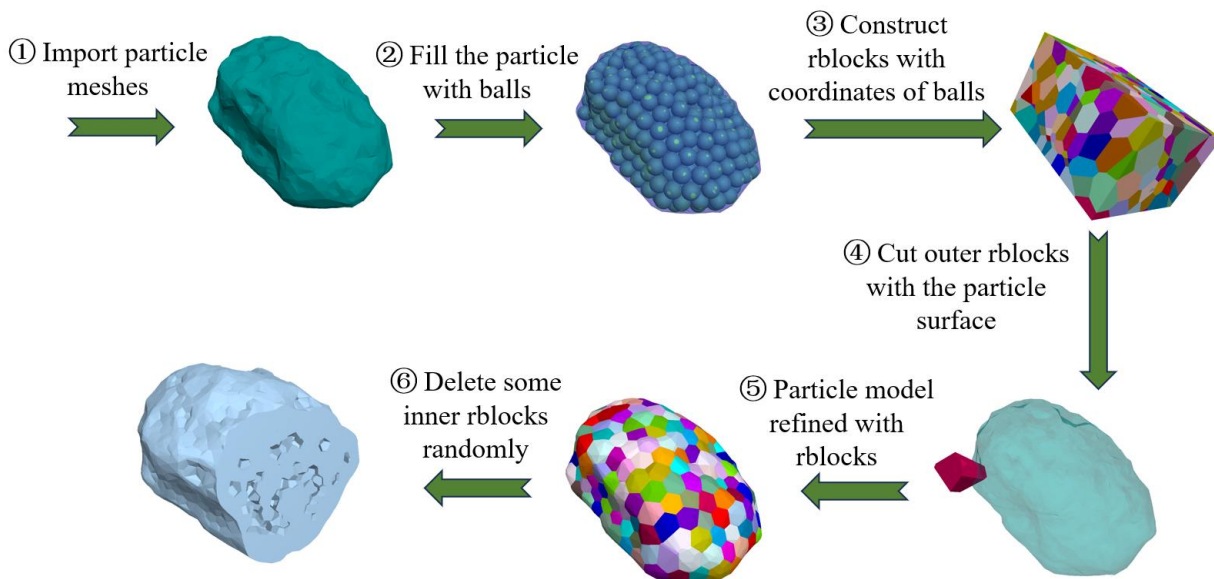 ① Import particle
meshes
② Fill the particle
with balls
③ Construct
rblocks with
coordinates of balls
④ Cut outer rblocks
with the particle
surface
⑤ Particle model
refined with
rblocks
⑥ Delete some
inner rblocks
randomly